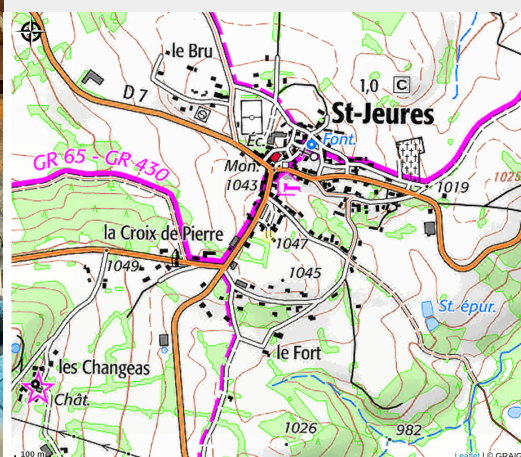 le Bru
1,0 C
D 7
St-Jeures
Éc.
Font.
GR 65 - GR 430
Mon.
1043
1019
1025
la Croix de Pierre
1047
1049
1045
St. épur.
les Changeas
le Fort
Chât.
1026
982
100 m
Leaflet | © GRAIG